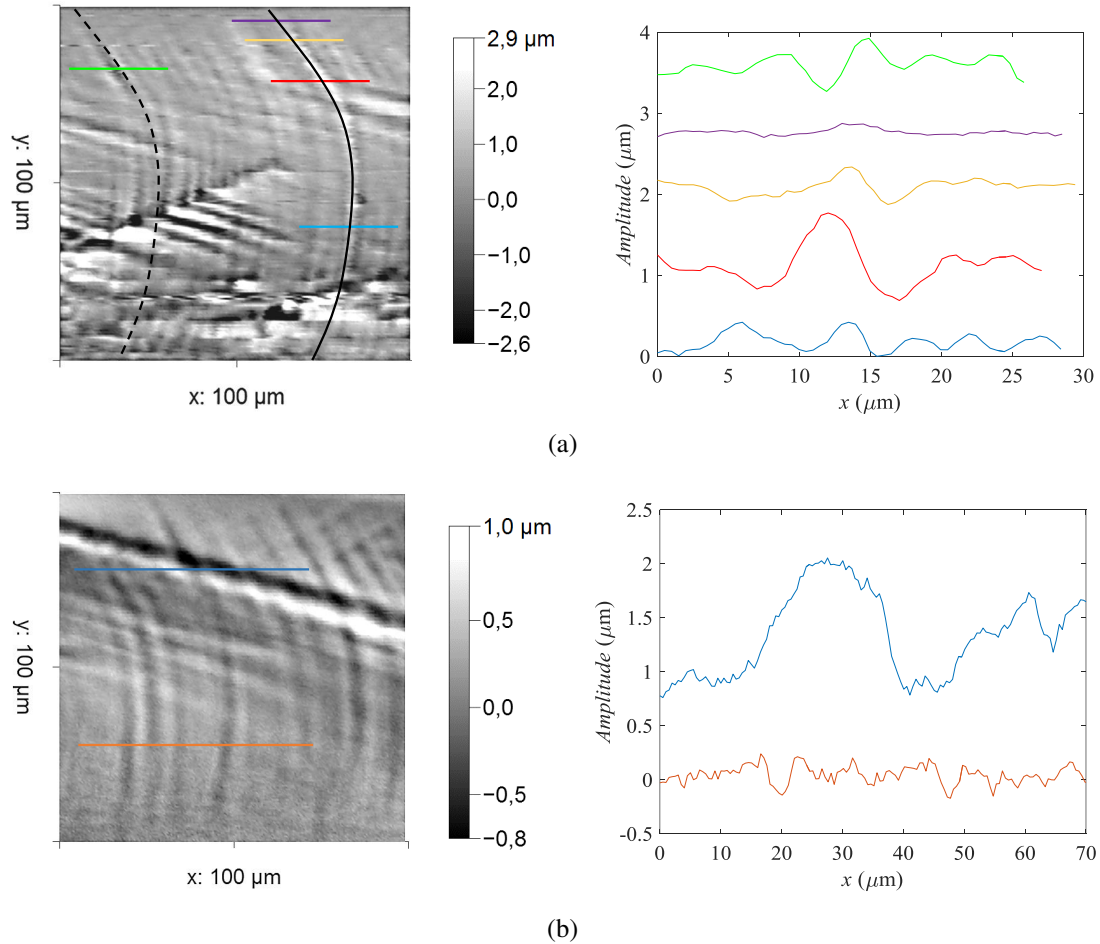 2,9 µm
2,0
1,0
0,0
−1,0
−2,0
−2,6
y: 100 µm
x: 100 µm
4
3
2
1
0
Amplitude (µm)
0 5 10 15 20 25 30
x (µm)
(a)
1,0 µm
0,5
0,0
−0,5
−0,8
y: 100 µm
x: 100 µm
2.5
2
1.5
1
0.5
0
-0.5
Amplitude (µm)
0 10 20 30 40 50 60 70
x (µm)
(b)